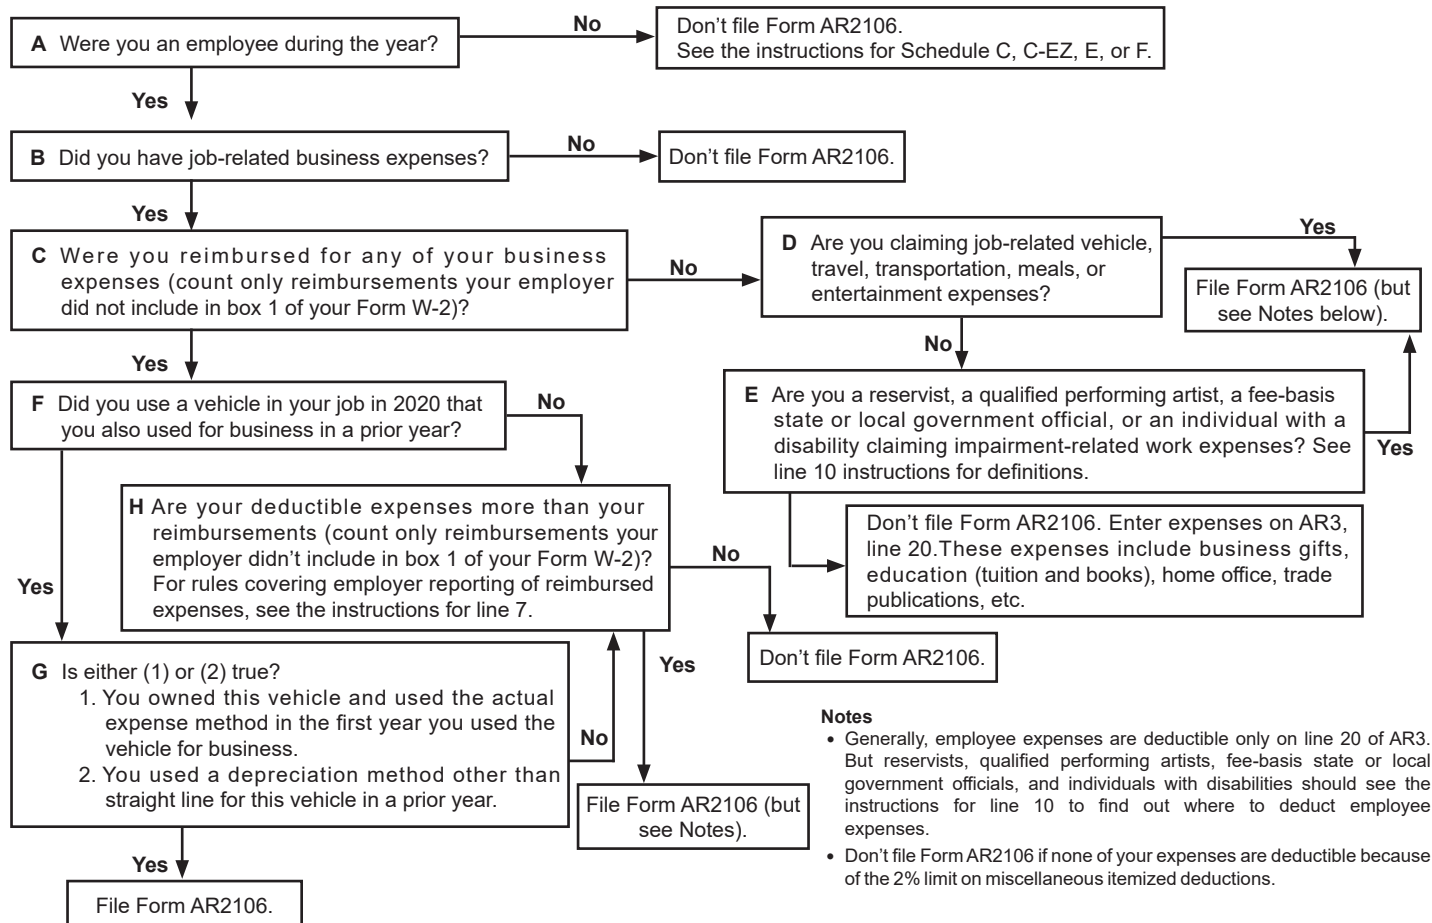 A Were you an employee during the year?
No
Don't file Form AR2106.
See the instructions for Schedule C, C-EZ, E, or F.
Yes
B Did you have job-related business expenses?
No
Don't file Form AR2106.
Yes
C Were you reimbursed for any of your business
expenses (count only reimbursements your employer
did not include in box 1 of your Form W-2)?
No
D Are you claiming job-related vehicle,
travel, transportation, meals, or
entertainment expenses?
Yes
File Form AR2106 (but
see Notes below).
No
E Are you a reservist, a qualified performing artist, a fee-basis
state or local government official, or an individual with a
disability claiming impairment-related work expenses? See
line 10 instructions for definitions.
Yes
Don't file Form AR2106. Enter expenses on AR3,
line 20.These expenses include business gifts,
education (tuition and books), home office, trade
publications, etc.
Yes
F Did you use a vehicle in your job in 2020 that
you also used for business in a prior year?
No
H Are your deductible expenses more than your
reimbursements (count only reimbursements your
employer didn't include in box 1 of your Form W-2)?
For rules covering employer reporting of reimbursed
expenses, see the instructions for line 7.
No
Don't file Form AR2106.
Yes
Yes
G Is either (1) or (2) true?
1. You owned this vehicle and used the actual
expense method in the first year you used the
vehicle for business.
2. You used a depreciation method other than
straight line for this vehicle in a prior year.
No
File Form AR2106 (but
see Notes).
Yes
File Form AR2106.
Notes
• Generally, employee expenses are deductible only on line 20 of AR3.
But reservists, qualified performing artists, fee-basis state or local
government officials, and individuals with disabilities should see the
instructions for line 10 to find out where to deduct employee
expenses.
• Don't file Form AR2106 if none of your expenses are deductible because
of the 2% limit on miscellaneous itemized deductions.